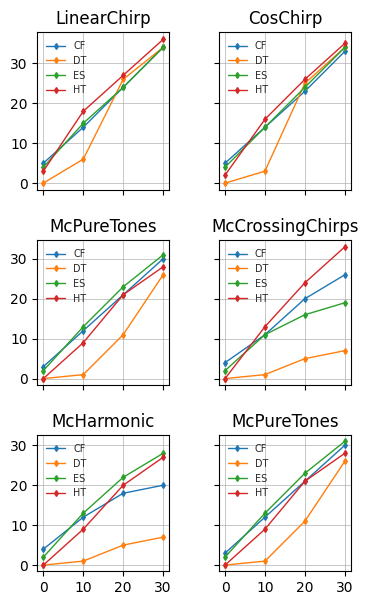 LinearChirp CosChirp
30
20
10
0
CF
DT
ES
HT
CF
DT
ES
HT
McPureTones McCrossingChirps
30
20
10
0
CF
DT
ES
HT
CF
DT
ES
HT
McHarmonic McPureTones
30
20
10
0
CF
DT
ES
HT
CF
DT
ES
HT
0 10 20 30 0 10 20 30